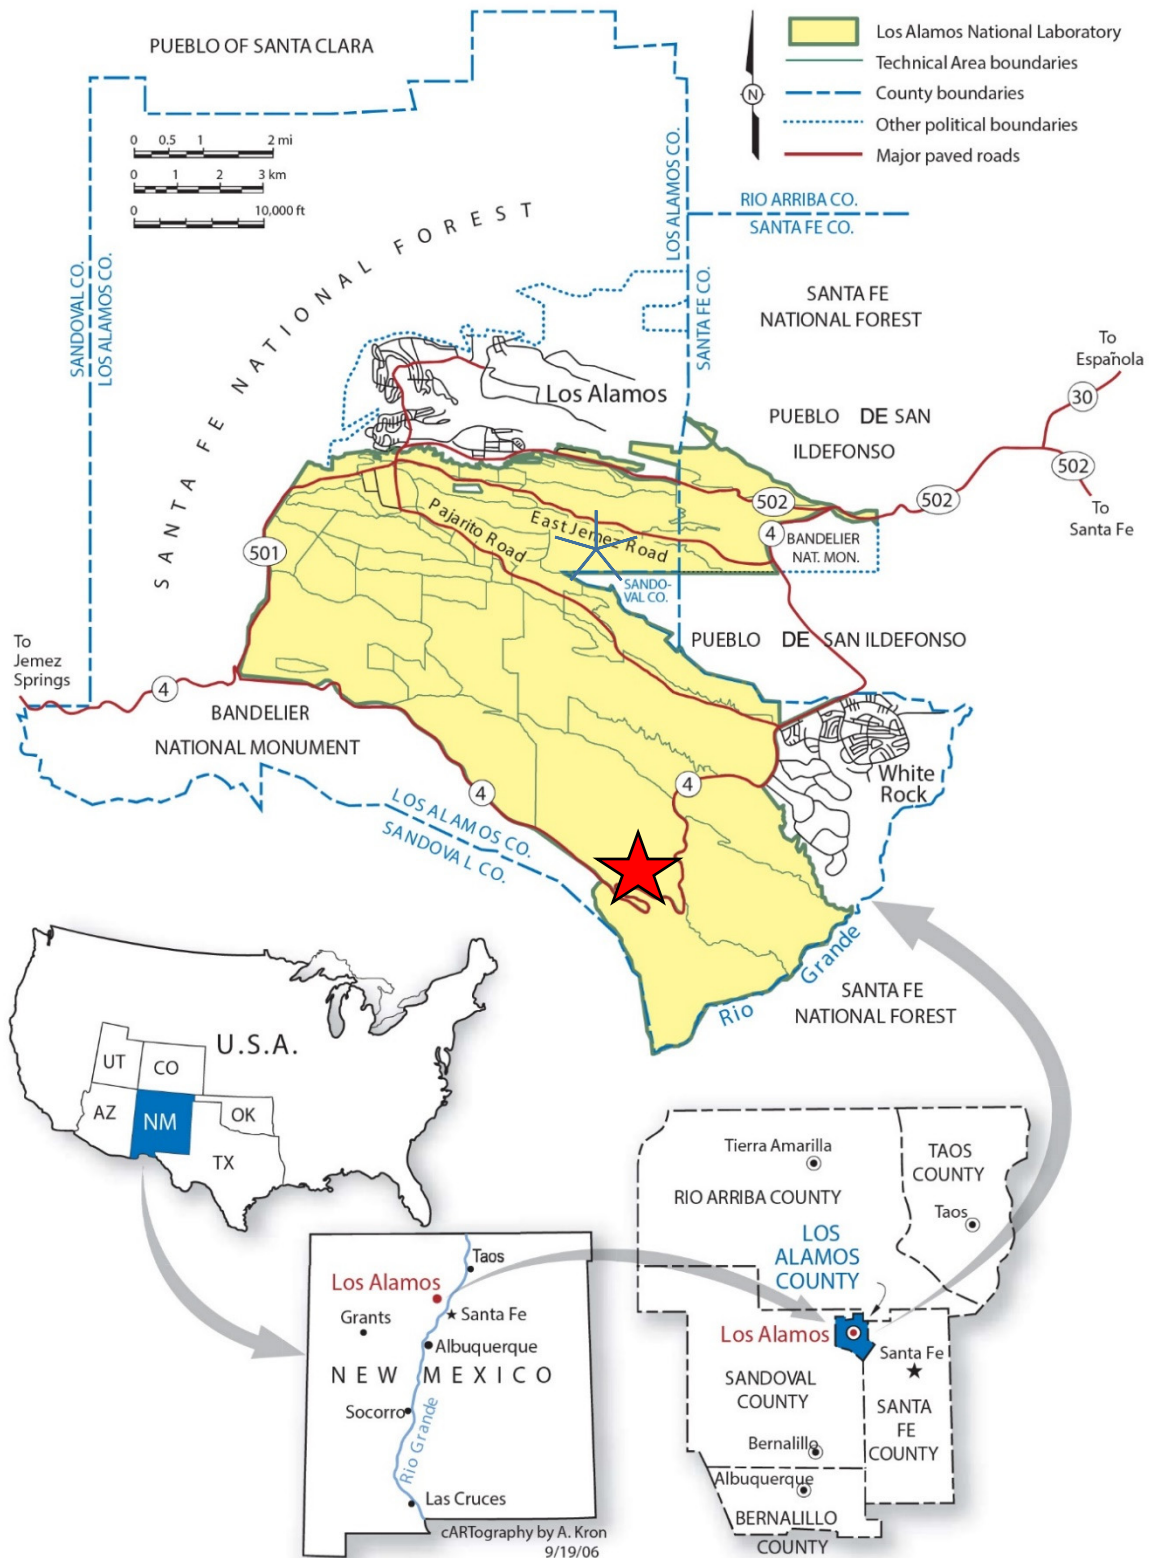 PUEBLO OF SANTA CLARA
Los Alamos National Laboratory
Technical Area boundaries
County boundaries
Other political boundaries
Major paved roads
N
0 0.5 1 2 mi
0 1 2 3 km
0 10,000 ft
SANTA FE NATIONAL FOREST
SANDOVAL CO.
LOS ALAMOS CO.
LOS ALAMOS CO.
SANTA FE CO.
RIO ARRIBA CO.
SANTA FE CO.
SANTA FE
NATIONAL FOREST
To
Española
30
502
To
Santa Fe
502
502
Los Alamos
PUEBLO DE SAN
ILDEFONSO
4
BANDELIER
NAT. MON.
Pajarito Road
East Jemez Road
501
SANDO-
VAL CO.
PUEBLO DE SAN ILDEFONSO
To
Jemez
Springs
4
BANDELIER
NATIONAL MONUMENT
White
Rock
4
4
LOS ALAMOS CO.
SANDOVAL CO.
Rio Grande
SANTA FE
NATIONAL FOREST
U.S.A.
UT
CO
AZ
NM
OK
TX
Taos
Los Alamos
Santa Fe
Grants
Albuquerque
NEW MEXICO
Socorro
Rio Grande
Las Cruces
cARTography by A. Kron
9/19/06
Tierra Amarilla
TAOS
COUNTY
RIO ARRIBA COUNTY
Taos
LOS
ALAMOS
COUNTY
Los Alamos
Santa Fe
SANDOVAL
COUNTY
SANTA
FE
COUNTY
Bernalillo
Albuquerque
BERNALILLO
COUNTY